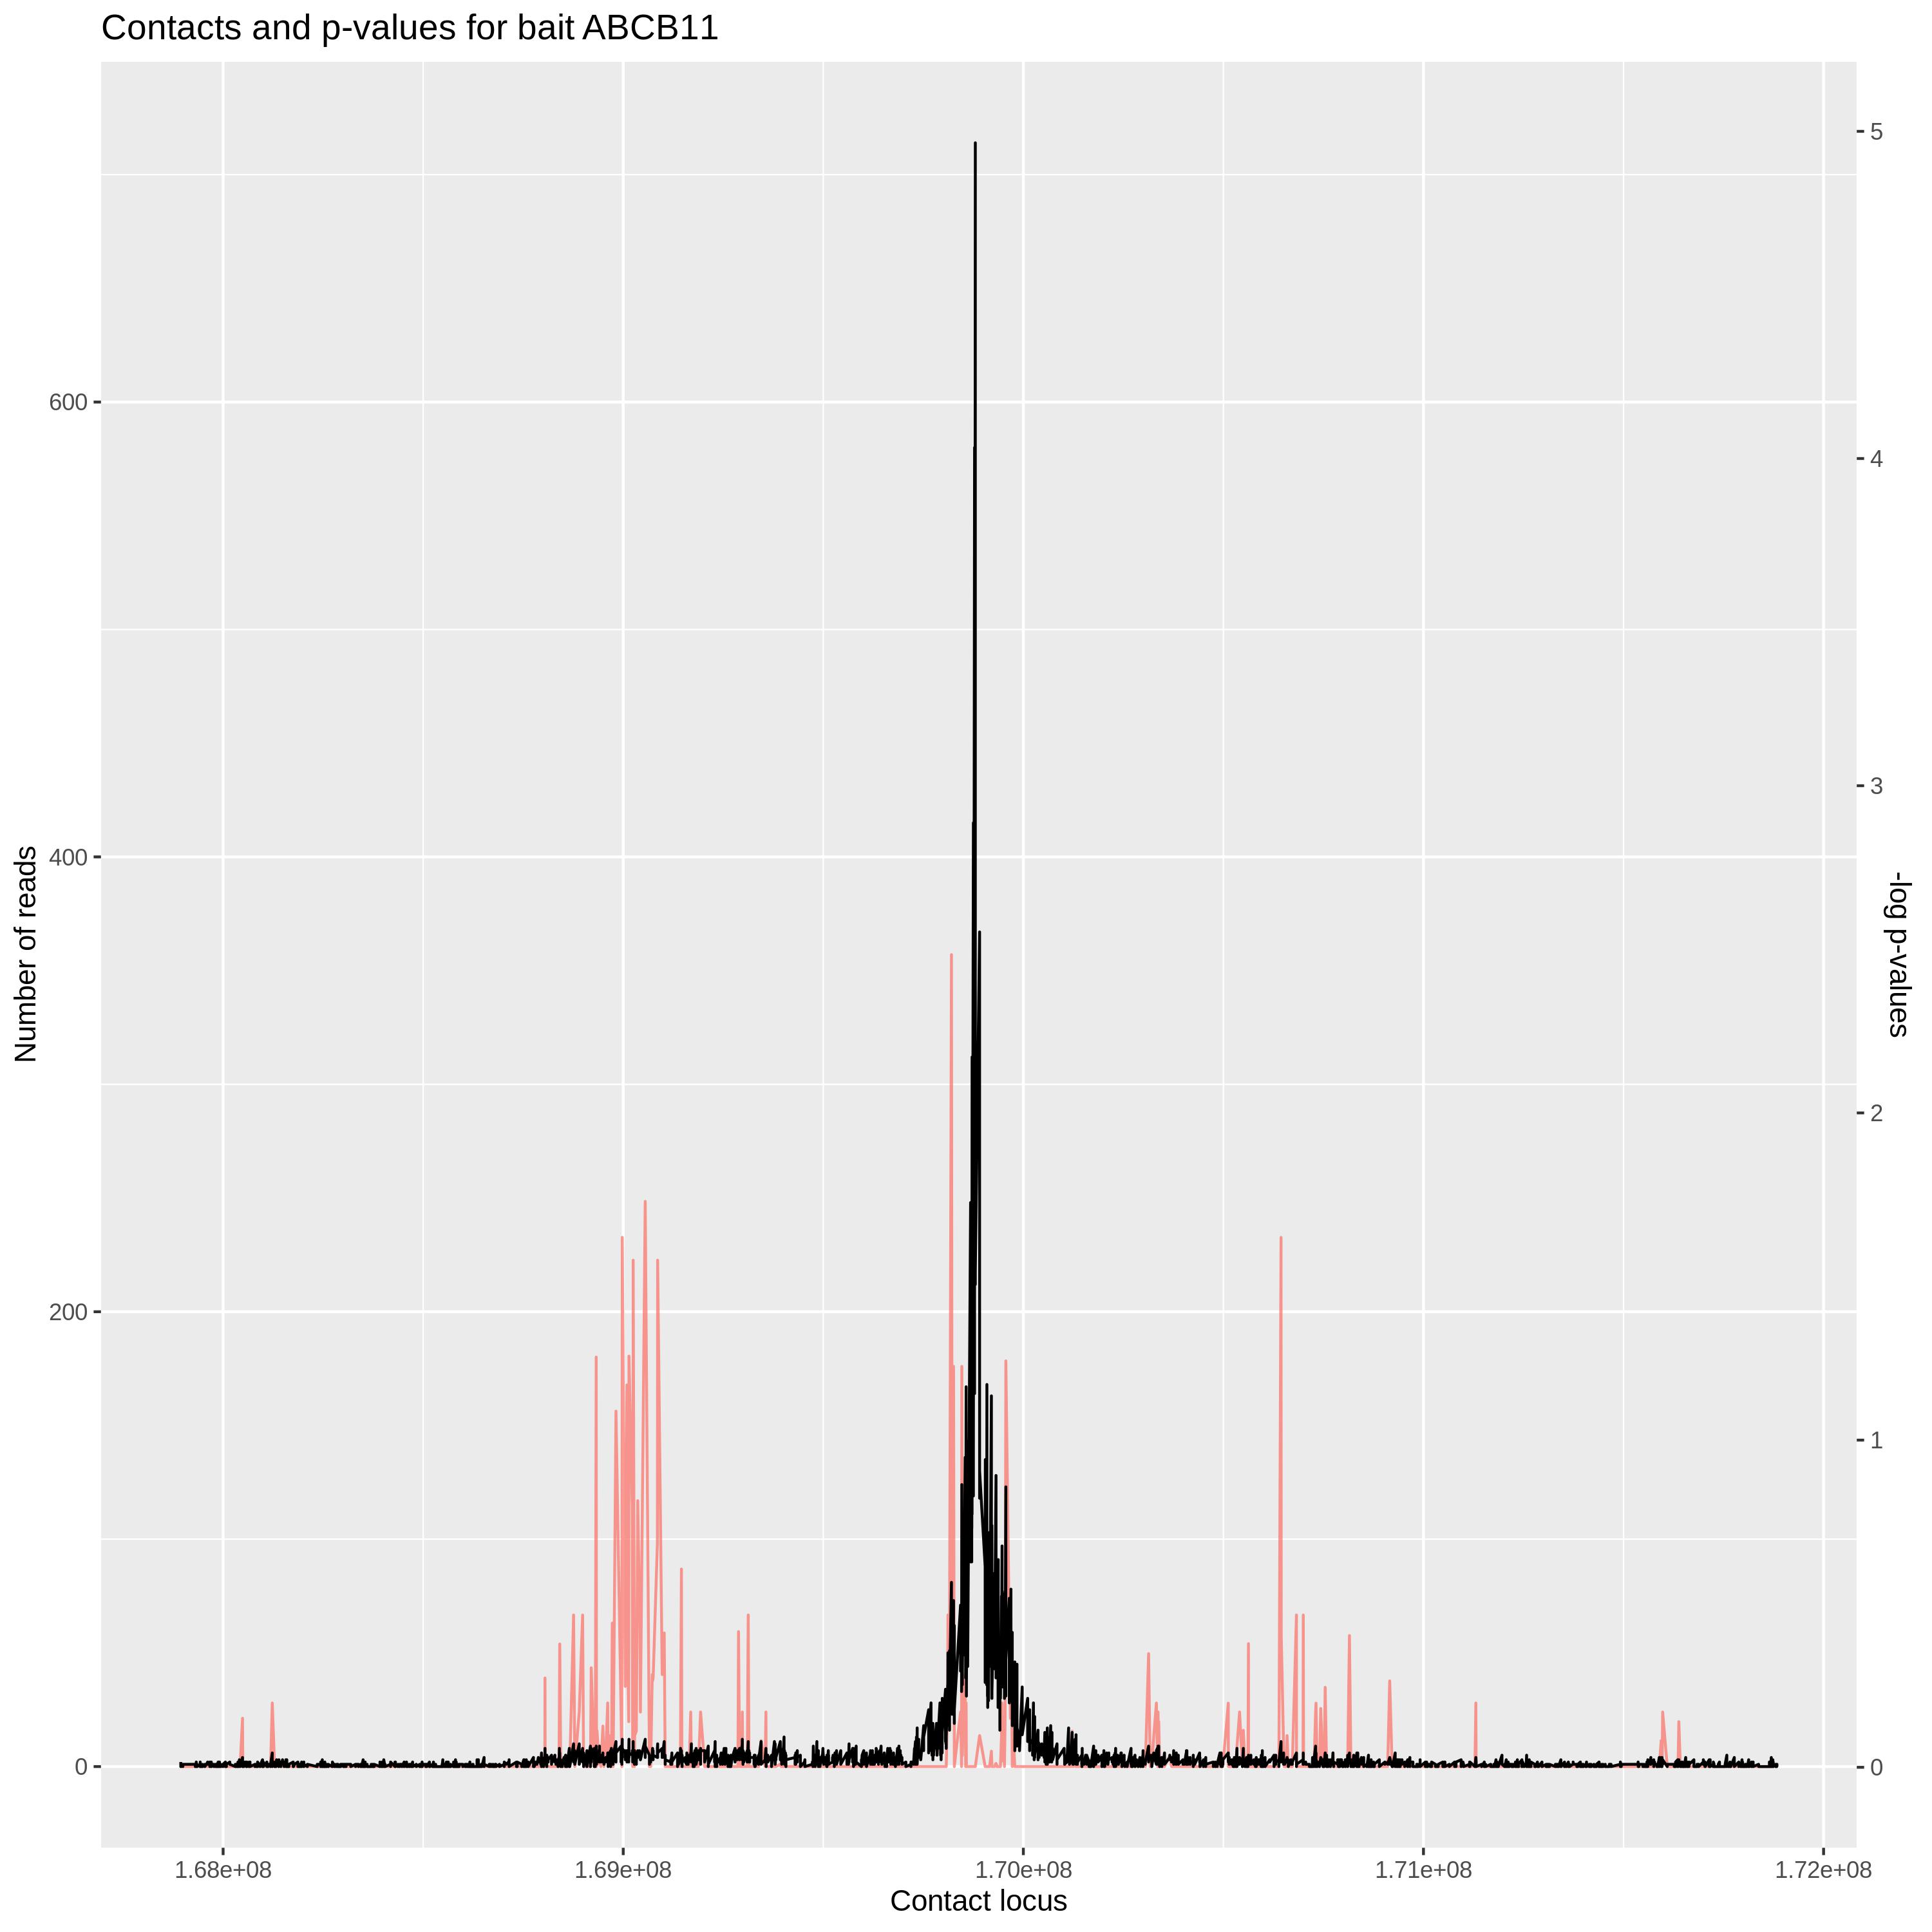 Contacts and p-values for bait ABCB11
Number of reads
600
400
200
0
5
4
3
2
1
0
-log p-values
1.68e+08
1.69e+08
1.70e+08
1.71e+08
1.72e+08
Contact locus